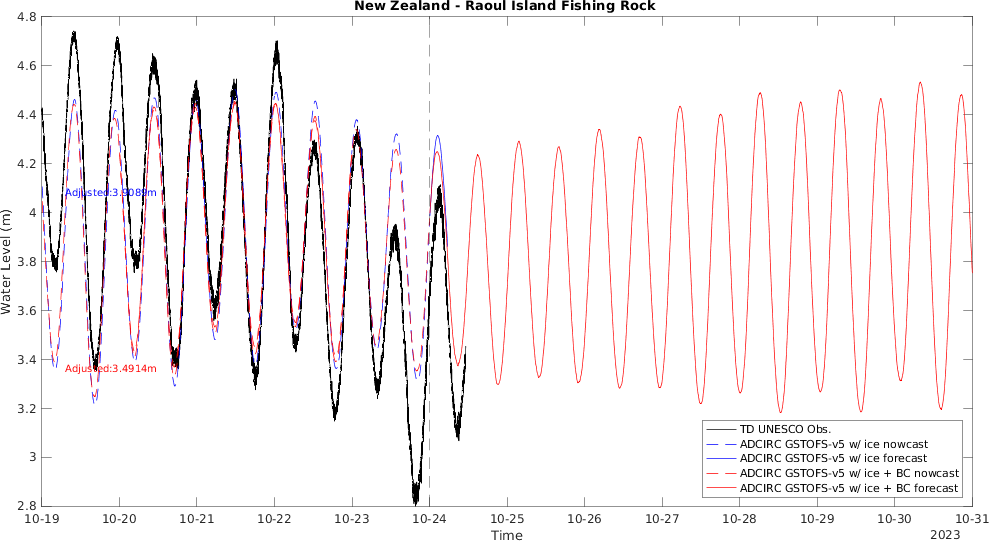 New Zealand - Raoul Island Fishing Rock
4.8
4.6
4.4
4.2
4
3.8
3.6
3.4
3.2
3
2.8
Water Level (m)
Adjusted:3.9089m
Adjusted:3.4914m
TD UNESCO Obs.
ADCIRC GSTOFS-v5 w/ ice nowcast
ADCIRC GSTOFS-v5 w/ ice forecast
ADCIRC GSTOFS-v5 w/ ice + BC nowcast
ADCIRC GSTOFS-v5 w/ ice + BC forecast
10-19 10-20 10-21 10-22 10-23 10-24 10-25 10-26 10-27 10-28 10-29 10-30 10-31
Time
2023